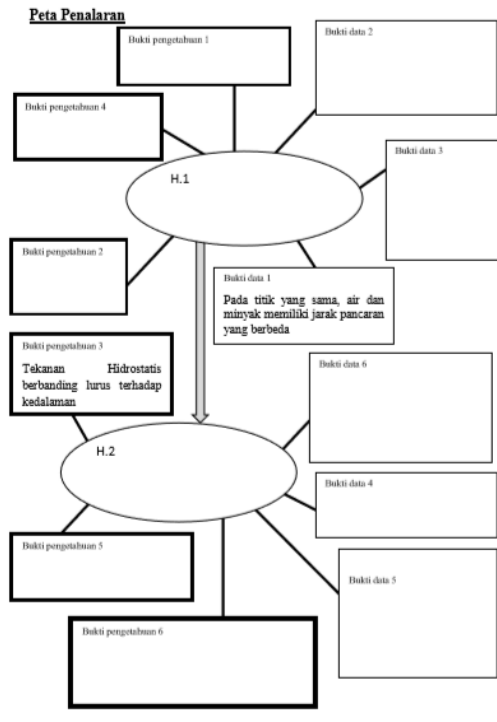 Peta Penalaran
Bukti pengetahuan 1
Bukti data 2
Bukti pengetahuan 4
Bukti data 3
H.1
Bukti pengetahuan 2
Bukti data 1
Pada titik yang sama, air dan
minyak memiliki jarak pancaran
yang berbeda
Bukti pengetahuan 3
Tekanan Hidrostatis
berbanding lurus terhadap
kedalaman
Bukti data 6
H.2
Bukti data 4
Bukti pengetahuan 5
Bukti data 5
Bukti pengetahuan 6